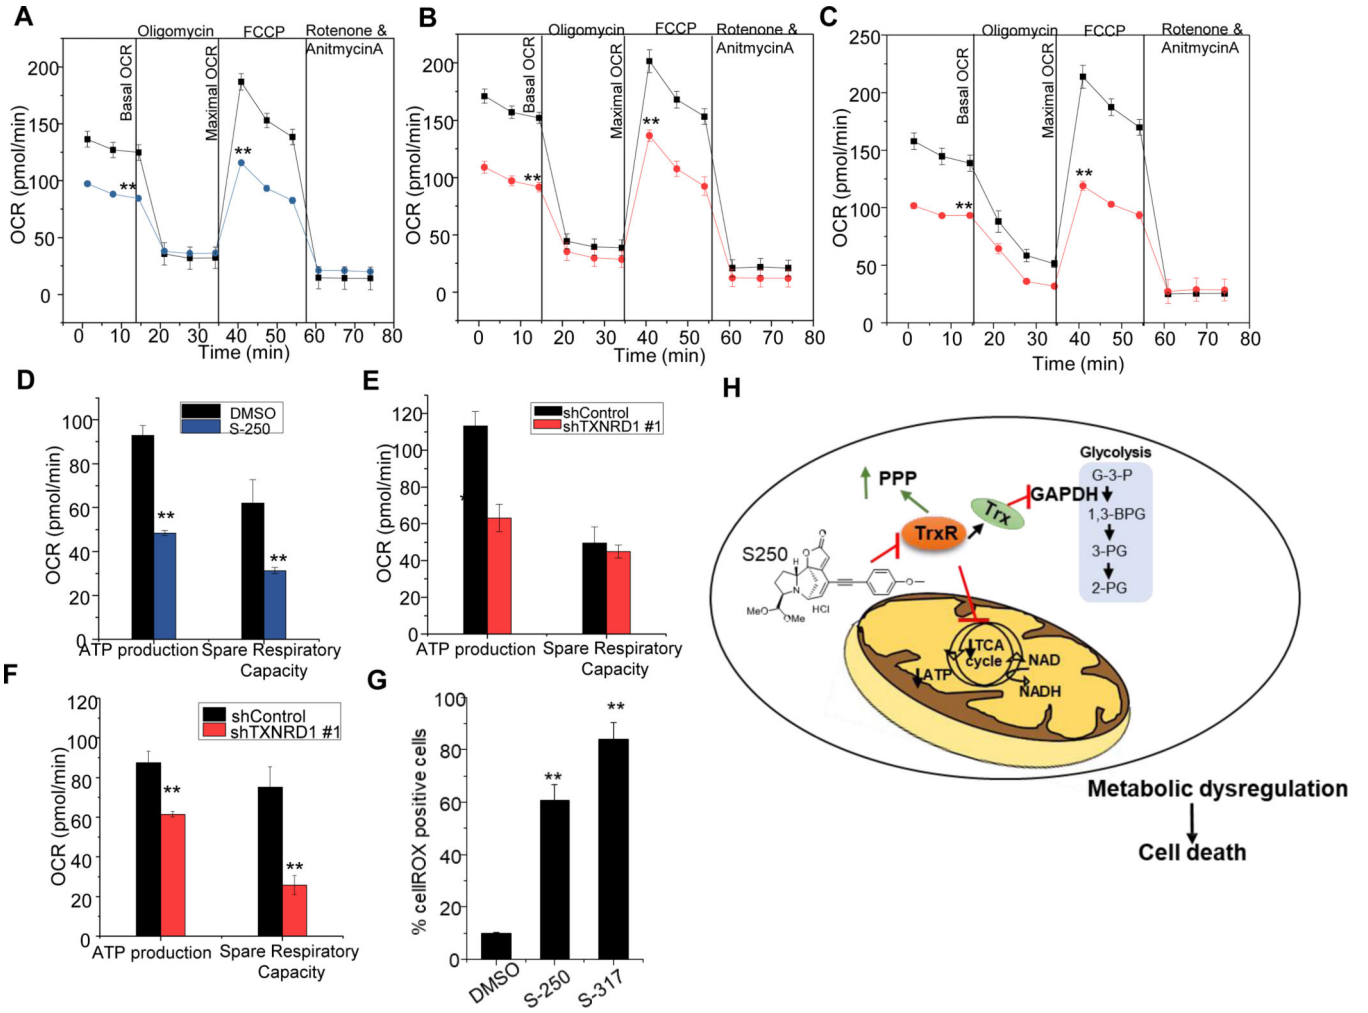 A
Oligomycin
FCCP
Rotenone &
AnitmycinA
Basal OCR
Maximal OCR
OCR (pmol/min)
200
150
100
50
0
**
**
0 10 20 30 40 50 60 70 80
Time (min)
B
Oligomycin
FCCP
Rotenone &
AnitmycinA
Basal OCR
Maximal OCR
OCR (pmol/min)
200
150
100
50
0
**
**
0 10 20 30 40 50 60 70 80
Time (min)
C
Oligomycin
FCCP
Rotenone &
AnitmycinA
Basal OCR
Maximal OCR
OCR (pmol/min)
250
200
150
100
50
0
**
**
0 10 20 30 40 50 60 70 80
Time (min)
D
DMSO
S-250
OCR (pmol/min)
100
80
60
40
20
0
**
**
ATP production Spare Respiratory
Capacity
E
shControl
shTXNRD1 #1
OCR (pmol/min)
120
100
80
60
40
20
0
ATP production Spare Respiratory
Capacity
F
shControl
shTXNRD1 #1
OCR (pmol/min)
120
100
80
60
40
20
0
**
**
ATP production Spare Respiratory
Capacity
G
% cellROX positive cells
100
80
60
40
20
0
**
**
DMSO
S-250
S-317
H
Glycolysis
PPP
G-3-P
GAPDH
Trx
1,3-BPG
TrxR
3-PG
2-PG
S250
O
O
H
N
O
MeO
OMe
HCl
TCA
cycle
NAD
ATP
NADH
Metabolic dysregulation
Cell death